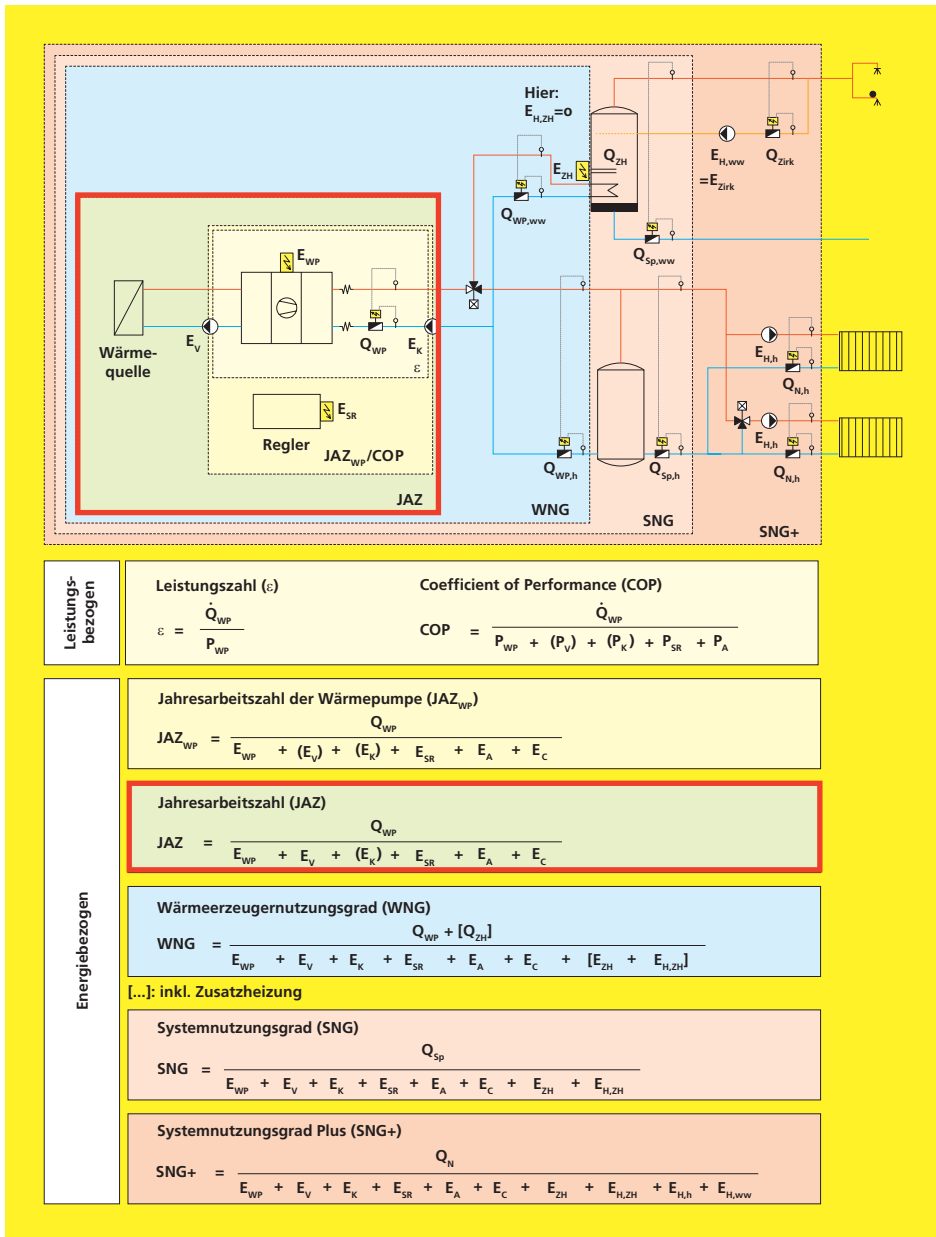 Hier:
E_H,ZH=0
E_ZH
Q_ZH
E_H,ww
=E_Zirk
Q_Zirk
Q_WP,ww
Q_Sp,ww
E_WP
Wärme-
quelle
E_V
Q_WP
E_K
ε
E_SR
Regler
JAZ_WP/COP
JAZ
Q_WP,h
WNG
Q_Sp,h
SNG
E_H,h
Q_N,h
E_H,h
Q_N,h
SNG+
Leistungs-
bezogen
Leistungszahl (ε)
ε = Q̇_WP / P_WP
Coefficient of Performance (COP)
COP = Q̇_WP / P_WP + (P_V) + (P_K) + P_SR + P_A
Energiebezogen
Jahresarbeitszahl der Wärmepumpe (JAZ_WP)
JAZ_WP = Q_WP / E_WP + (E_V) + (E_K) + E_SR + E_A + E_C
Jahresarbeitszahl (JAZ)
JAZ = Q_WP / E_WP + E_V + (E_K) + E_SR + E_A + E_C
Wärmeerzeugernutzungsgrad (WNG)
WNG = Q_WP + [Q_ZH] / E_WP + E_V + E_K + E_SR + E_A + E_C + [E_ZH + E_H,ZH]
[...]: inkl. Zusatzheizung
Systemnutzungsgrad (SNG)
SNG = Q_Sp / E_WP + E_V + E_K + E_SR + E_A + E_C + E_ZH + E_H,ZH
Systemnutzungsgrad Plus (SNG+)
SNG+ = Q_N / E_WP + E_V + E_K + E_SR + E_A + E_C + E_ZH + E_H,ZH + E_H,h + E_H,ww